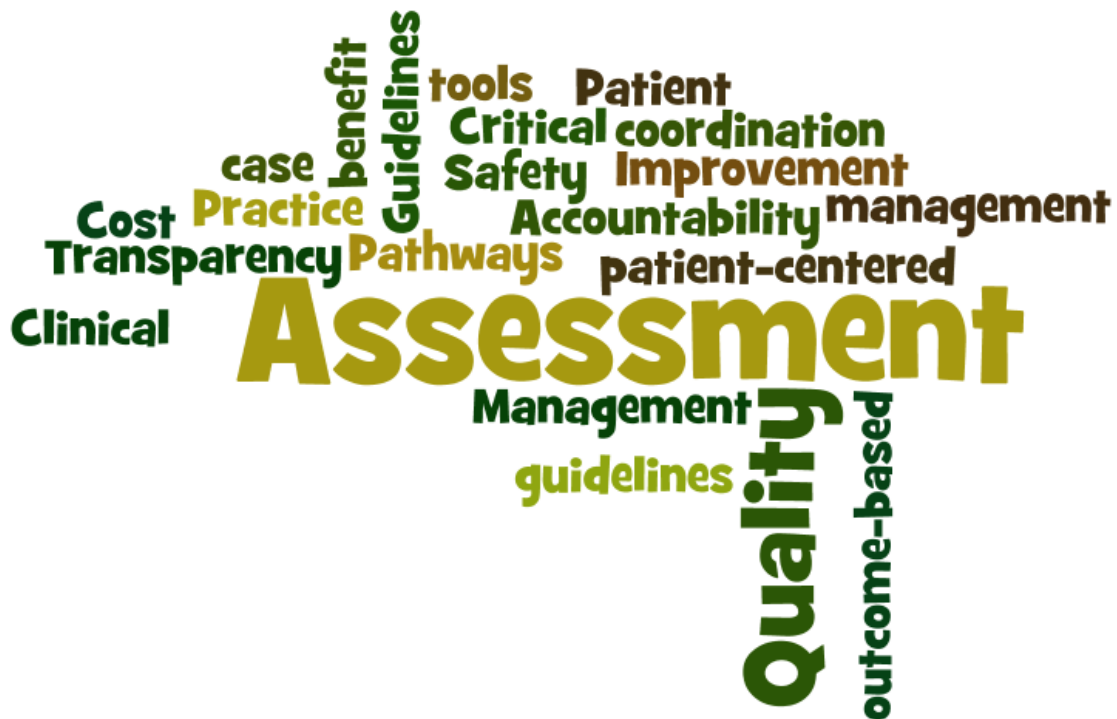 benefit
Guidelines
tools
Patient
Critical
coordination
case
Safety
Improvement
Cost
Practice
Accountability
management
Transparency
Pathways
patient-centered
Clinical
Assessment
Management
guidelines
Quality
outcome-based